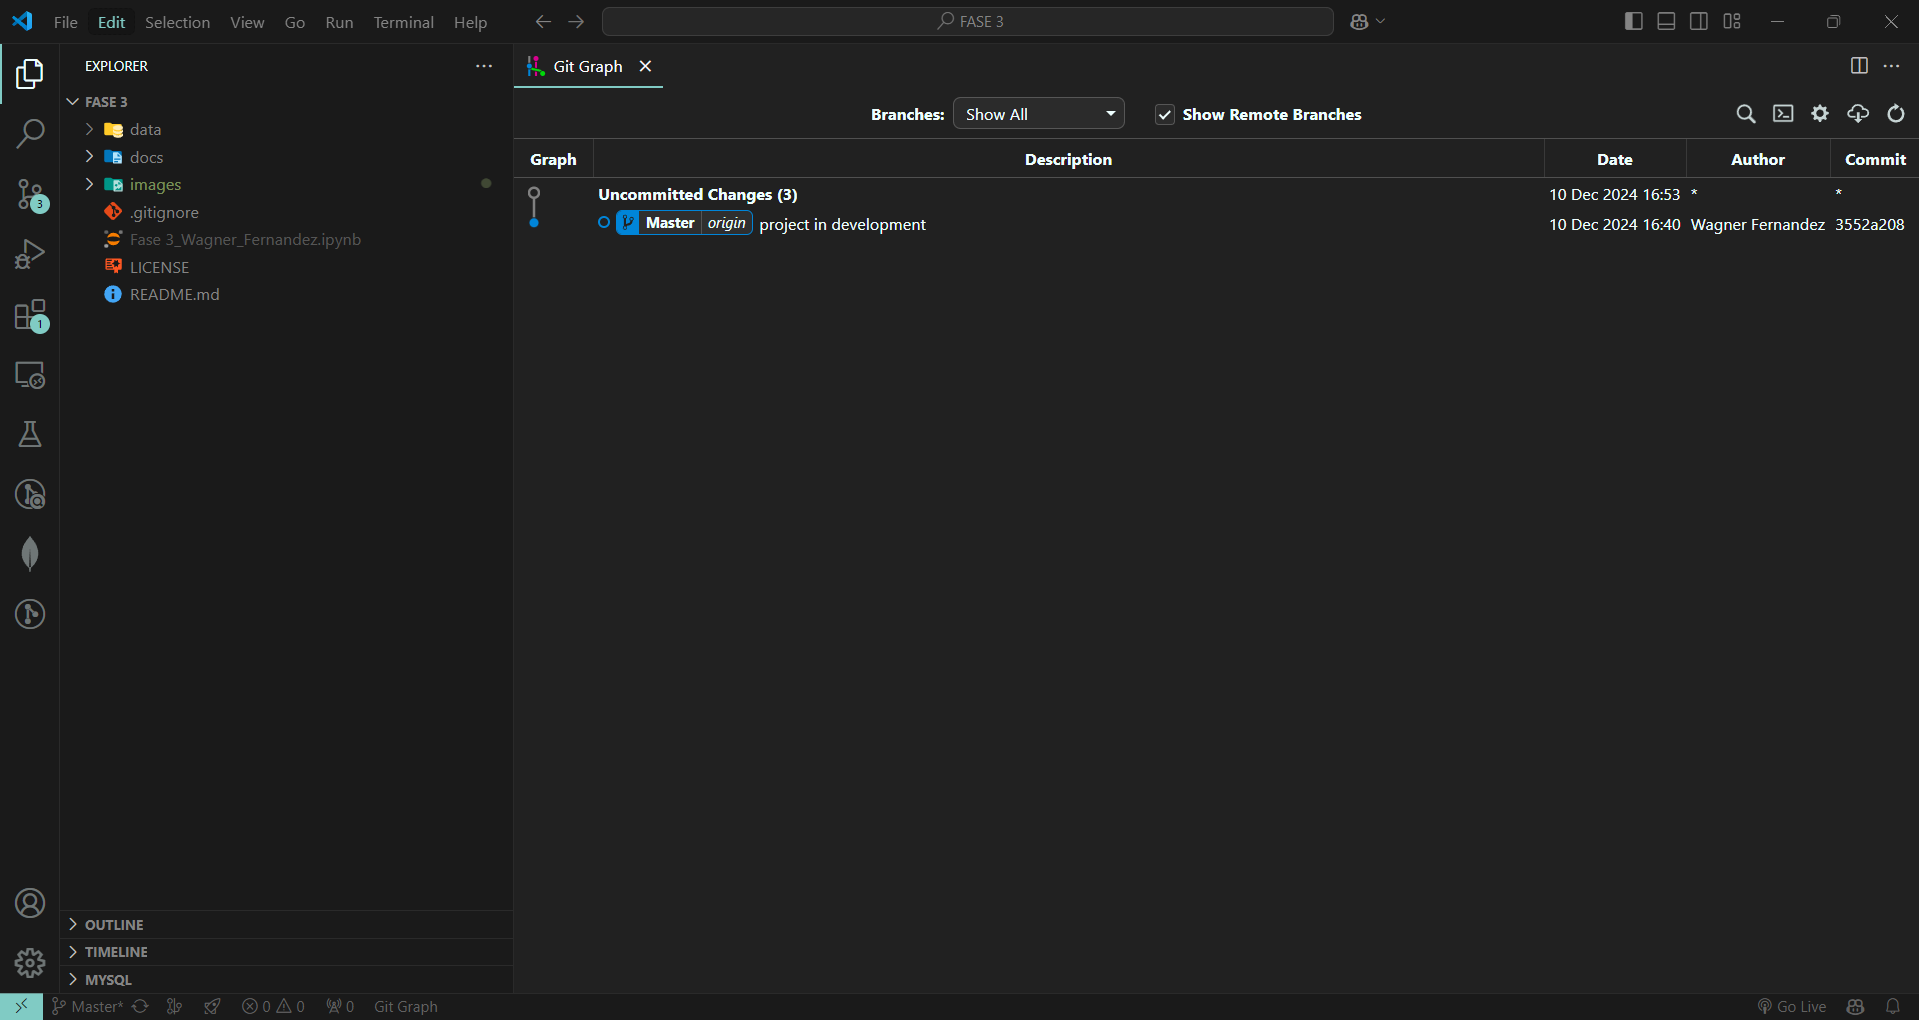 File Edit Selection View Go Run Terminal Help
FASE 3
EXPLORER
Git Graph
FASE 3
data
docs
images
.gitignore
Fase 3_Wagner_Fernandez.ipynb
LICENSE
README.md
3
1
Branches: Show All Show Remote Branches
Graph Description Date Author Commit
Uncommitted Changes (3) 10 Dec 2024 16:53 * *
Master origin project in development 10 Dec 2024 16:40 Wagner Fernandez 3552a208
OUTLINE
TIMELINE
MYSQL
Master* 0 0 0 Git Graph Go Live